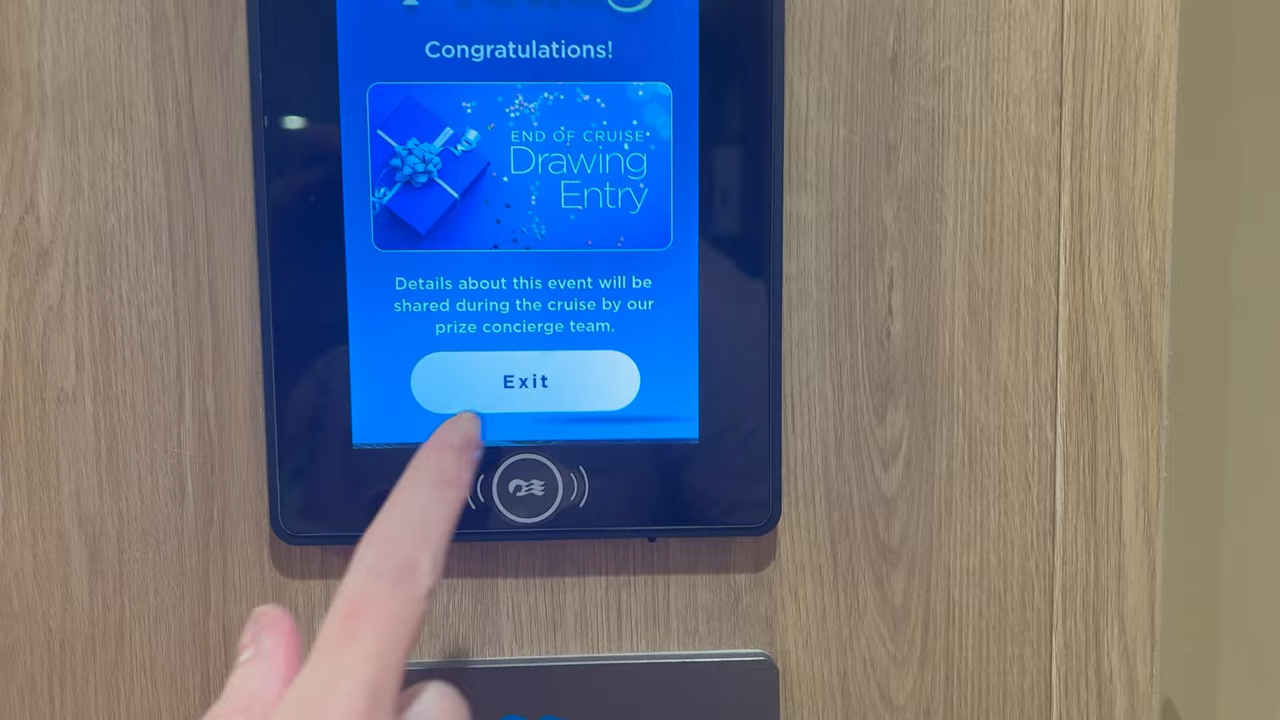 Congratulations!
END OF CRUISE
Drawing
Entry
Details about this event will be
shared during the cruise by our
prize concierge team.
Exit